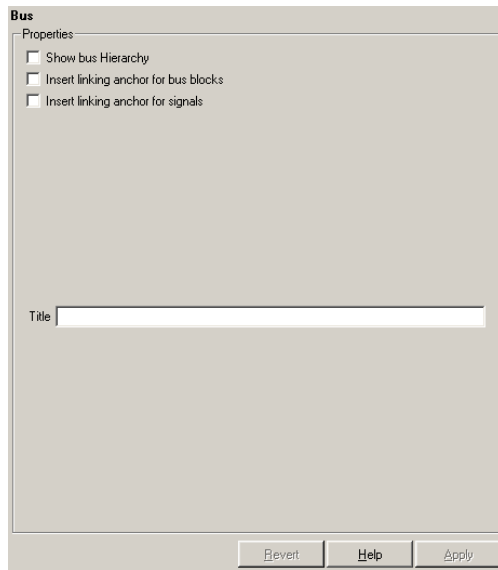 Bus
Properties
Show bus Hierarchy
Insert linking anchor for bus blocks
Insert linking anchor for signals
Title
Revert Help Apply